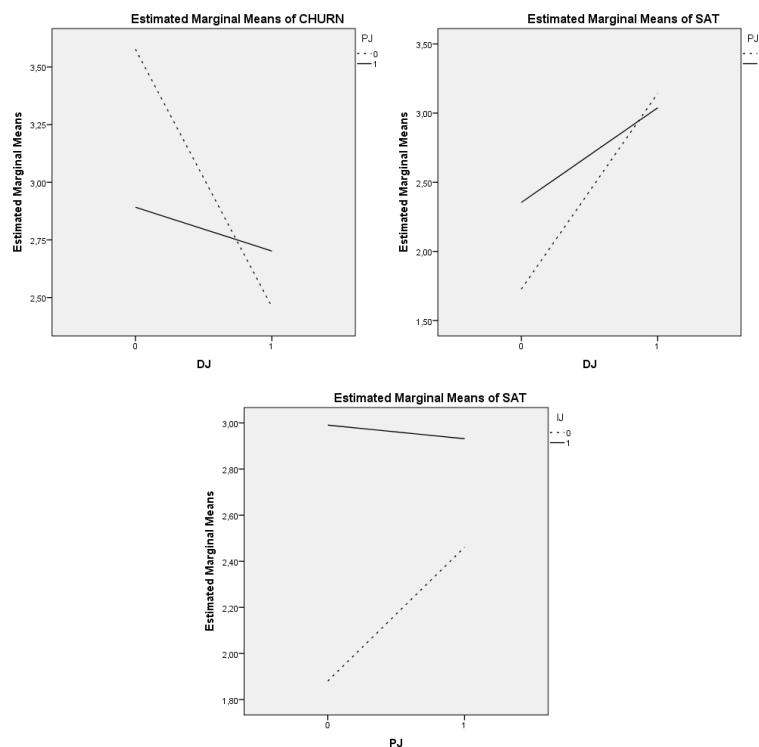 Estimated Marginal Means of CHURN
PJ
0
1
3,50
3,25
3,00
2,75
2,50
Estimated Marginal Means
0
1
DJ
Estimated Marginal Means of SAT
PJ
3,50
3,00
2,50
2,00
1,50
Estimated Marginal Means
0
1
DJ
Estimated Marginal Means of SAT
IJ
0
1
3,00
2,80
2,60
2,40
2,20
2,00
1,80
Estimated Marginal Means
0
1
PJ